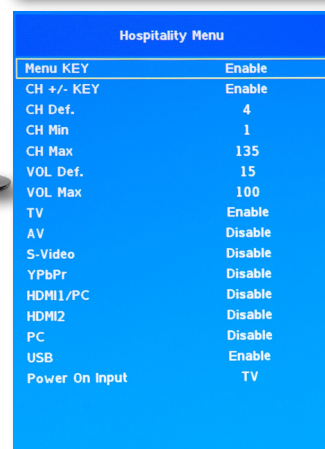 Hospitality Menu
Menu KEY Enable
CH +/- KEY Enable
CH Def. 4
CH Min 1
CH Max 135
VOL Def. 15
VOL Max 100
TV Enable
AV Disable
S-Video Disable
YPbPr Disable
HDMI1/PC Disable
HDMI2 Disable
PC Disable
USB Enable
Power On Input TV